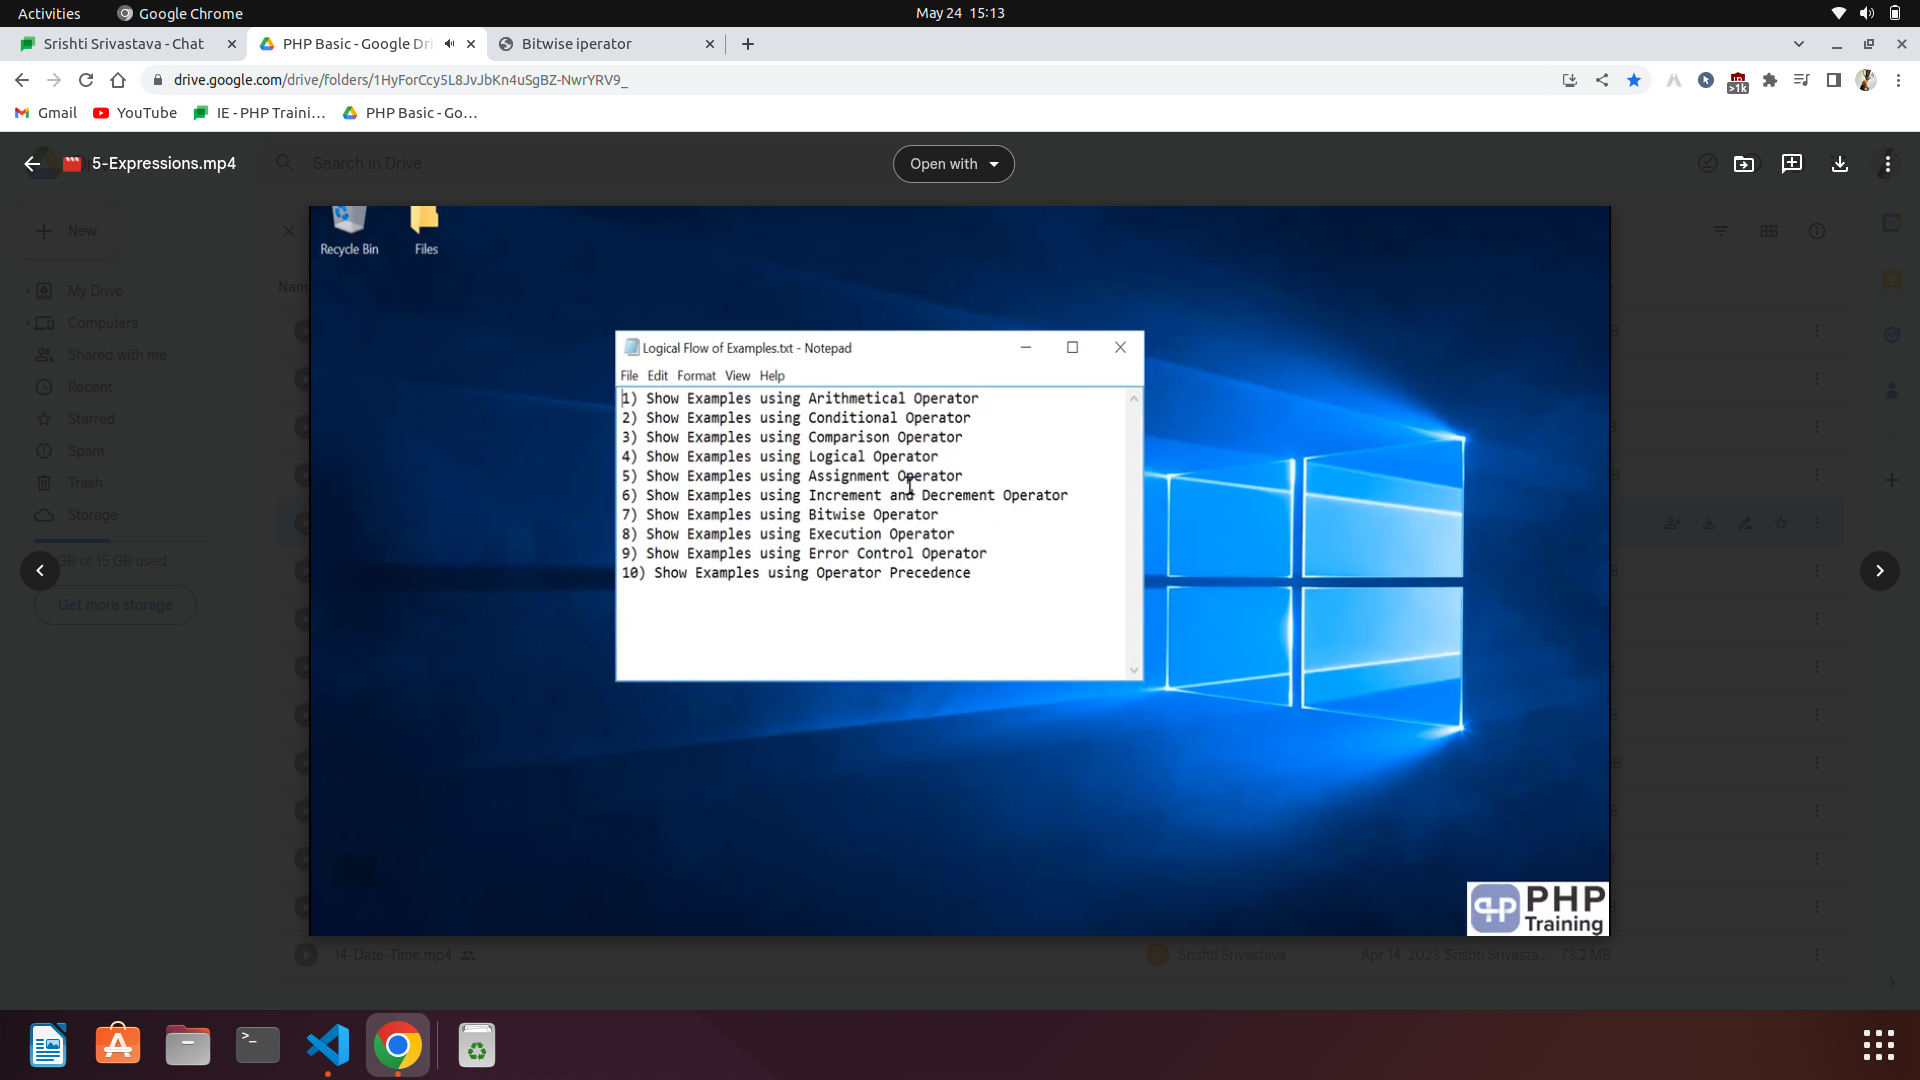 Activities
Google Chrome
May 24 15:13
Srishti Srivastava - Chat
PHP Basic - Google Dri
Bitwise iperator
drive.google.com/drive/folders/1HyForCcy5L8JvJbKn4uSgBZ-NwrYRV9_
>1k
Gmail
YouTube
IE - PHP Traini...
PHP Basic - Go...
5-Expressions.mp4
Search in Drive
Open with
New
My Drive
Computers
Shared with me
Recent
Starred
Spam
Trash
Storage
GB of 15 GB used
Get more storage
Nam
Recycle Bin
Files
Logical Flow of Examples.txt - Notepad
File Edit Format View Help
1) Show Examples using Arithmetical Operator
2) Show Examples using Conditional Operator
3) Show Examples using Comparison Operator
4) Show Examples using Logical Operator
5) Show Examples using Assignment Operator
6) Show Examples using Increment and Decrement Operator
7) Show Examples using Bitwise Operator
8) Show Examples using Execution Operator
9) Show Examples using Error Control Operator
10) Show Examples using Operator Precedence
php PHP
Training
14-Date-Time.mp4
S
Srishti Srivastava
Apr 14, 2023 Srishti Srivasta...
73.2 MB